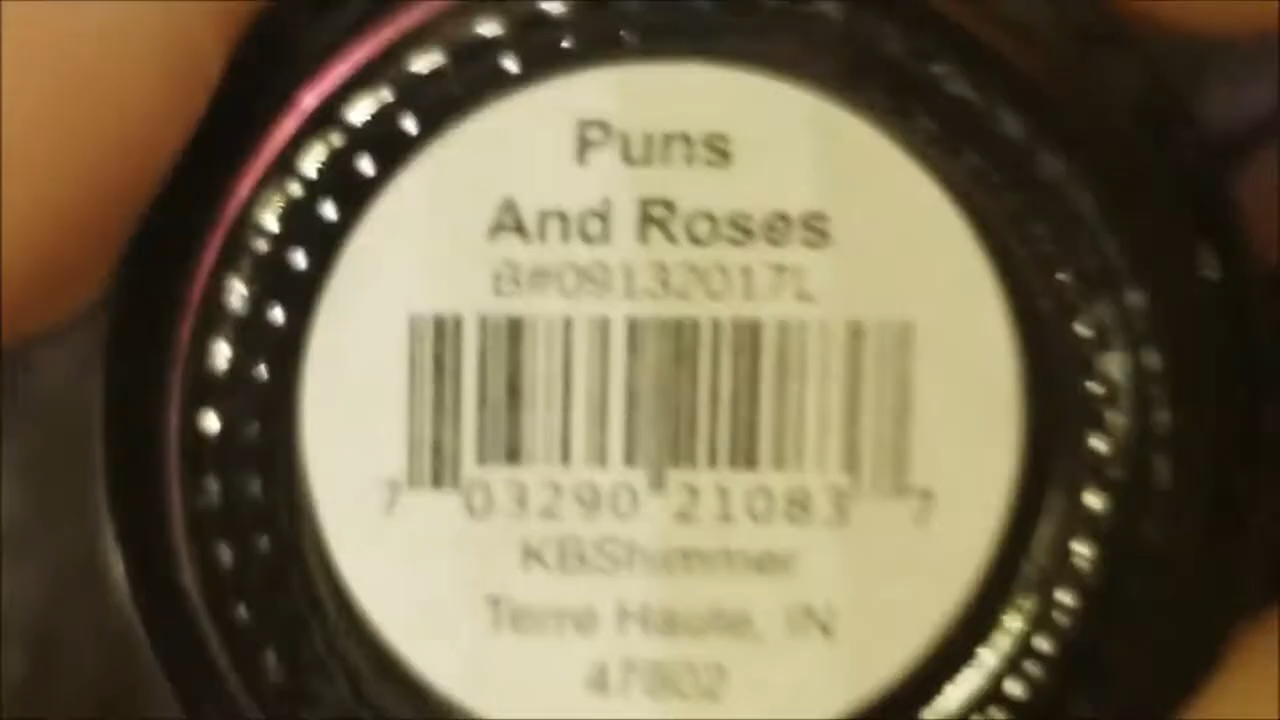 Puns
And Roses
B#09132017L
7 03290 21083 7
KBShimmer
Terre Haute, IN
47802